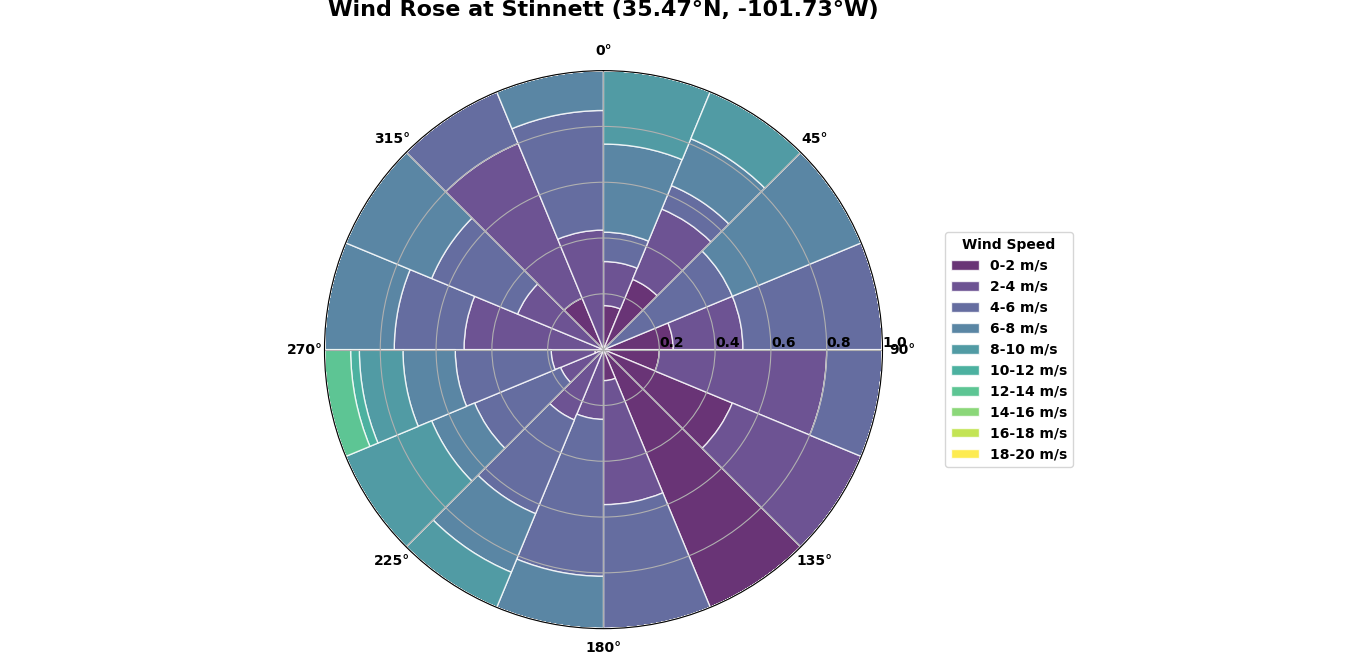 Wind Rose at Stinnett (35.47°N, -101.73°W)
0°
315°
45°
Wind Speed
0-2 m/s
2-4 m/s
4-6 m/s
6-8 m/s
8-10 m/s
10-12 m/s
12-14 m/s
14-16 m/s
16-18 m/s
18-20 m/s
270°
0.2 0.4 0.6 0.8 1.0
90°
225°
135°
180°